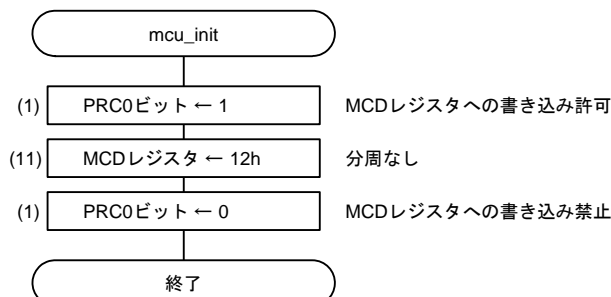 mcu_init
(1) PRC0ビット ← 1 MCDレジスタへの書き込み許可
(11) MCDレジスタ ← 12h 分周なし
(1) PRC0ビット ← 0 MCDレジスタへの書き込み禁止
終了